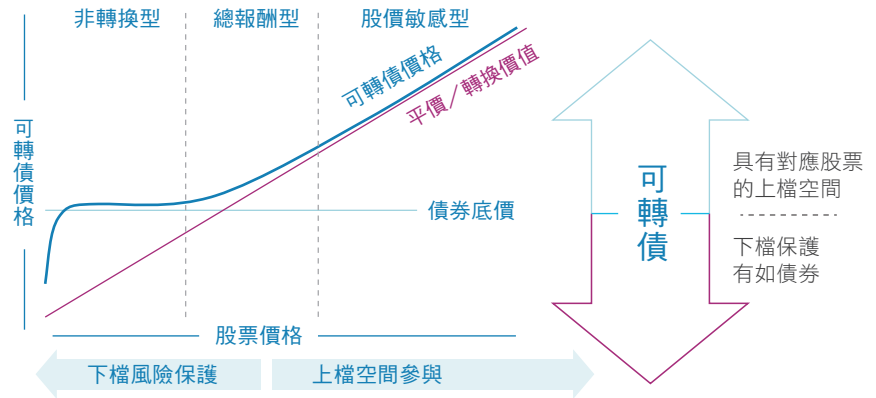 非轉換型
總報酬型
股價敏感型
可轉債價格
可轉債價格
平價／轉換價值
債券底價
股票價格
下檔風險保護
上檔空間參與
可轉債
具有對應股票
的上檔空間
下檔保護
有如債券